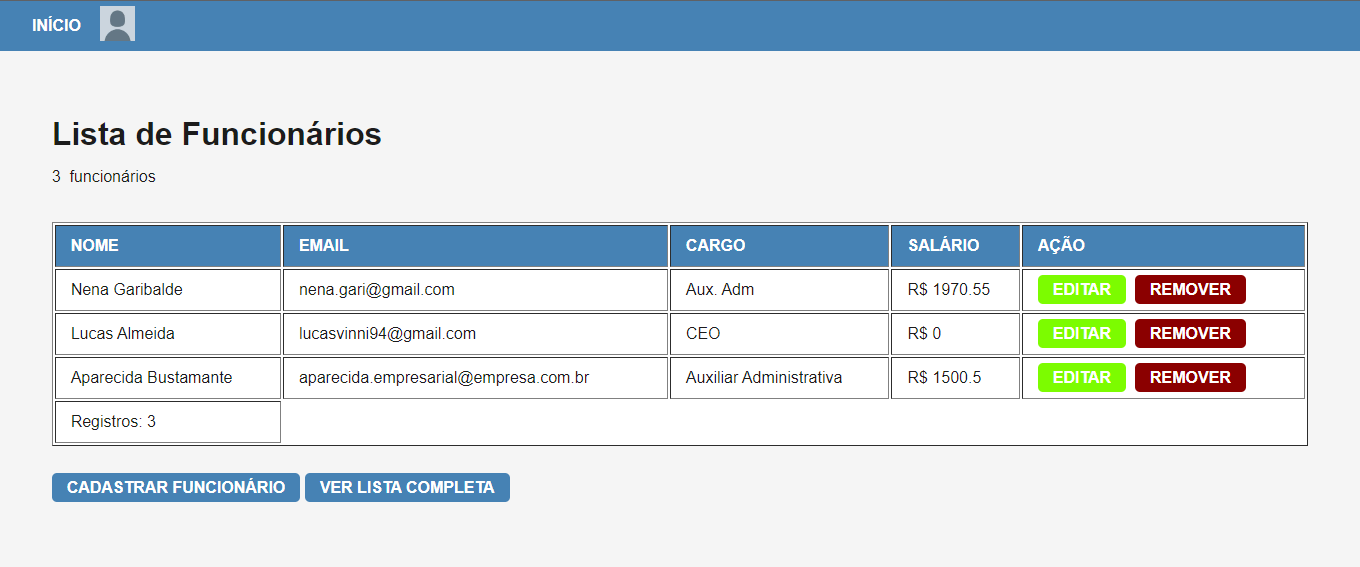 INÍCIO
Lista de Funcionários
3 funcionários
NOME EMAIL CARGO SALÁRIO AÇÃO
Nena Garibalde nena.gari@gmail.com Aux. Adm R$ 1970.55 EDITAR REMOVER
Lucas Almeida lucasvinni94@gmail.com CEO R$ 0 EDITAR REMOVER
Aparecida Bustamante aparecida.empresarial@empresa.com.br Auxiliar Administrativa R$ 1500.5 EDITAR REMOVER
Registros: 3
CADASTRAR FUNCIONÁRIO VER LISTA COMPLETA